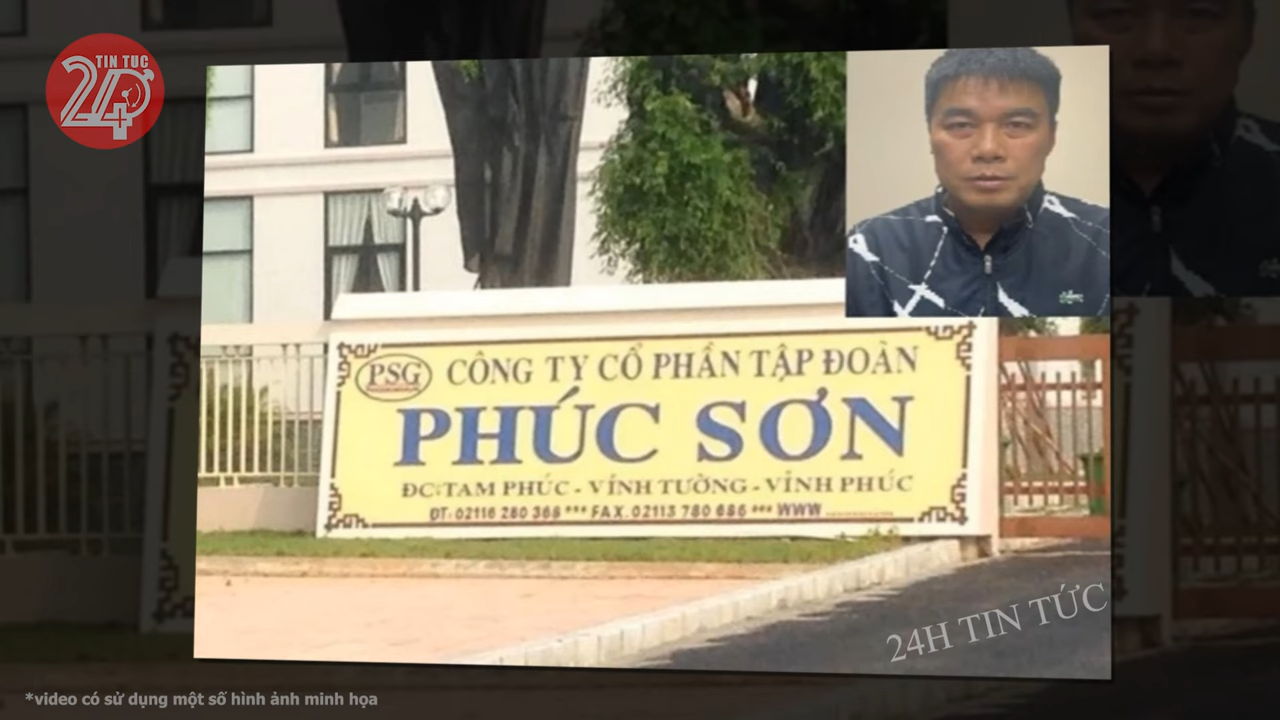 TIN TỨC
24
PSG
CÔNG TY CỔ PHẦN TẬP ĐOÀN
PHÚC SƠN
ĐC: TAM PHÚC - VĨNH TƯỜNG - VĨNH PHÚC
ĐT: 02116 280 368 *** FAX. 02113 780 686 *** WWW
24H TIN TỨC
*video có sử dụng một số hình ảnh minh họa